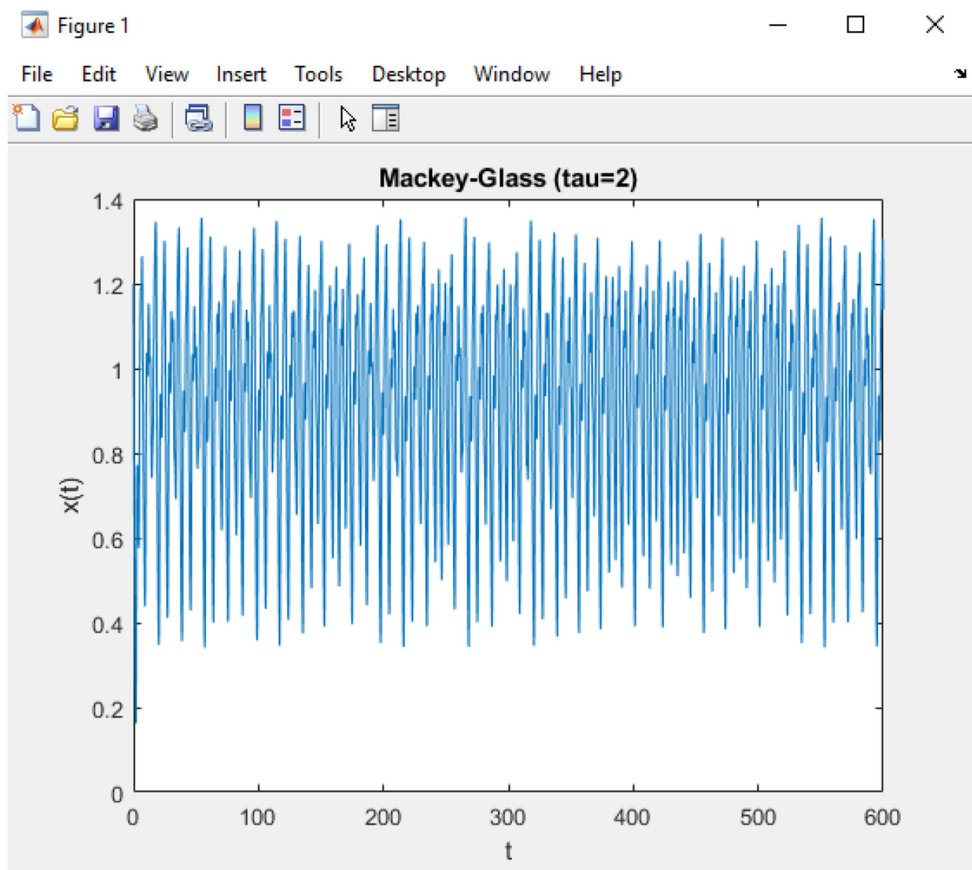 Figure 1
File Edit View Insert Tools Desktop Window Help
Mackey-Glass (tau=2)
1.4
1.2
1
0.8
x(t)
0.6
0.4
0.2
0
0 100 200 300 400 500 600
t